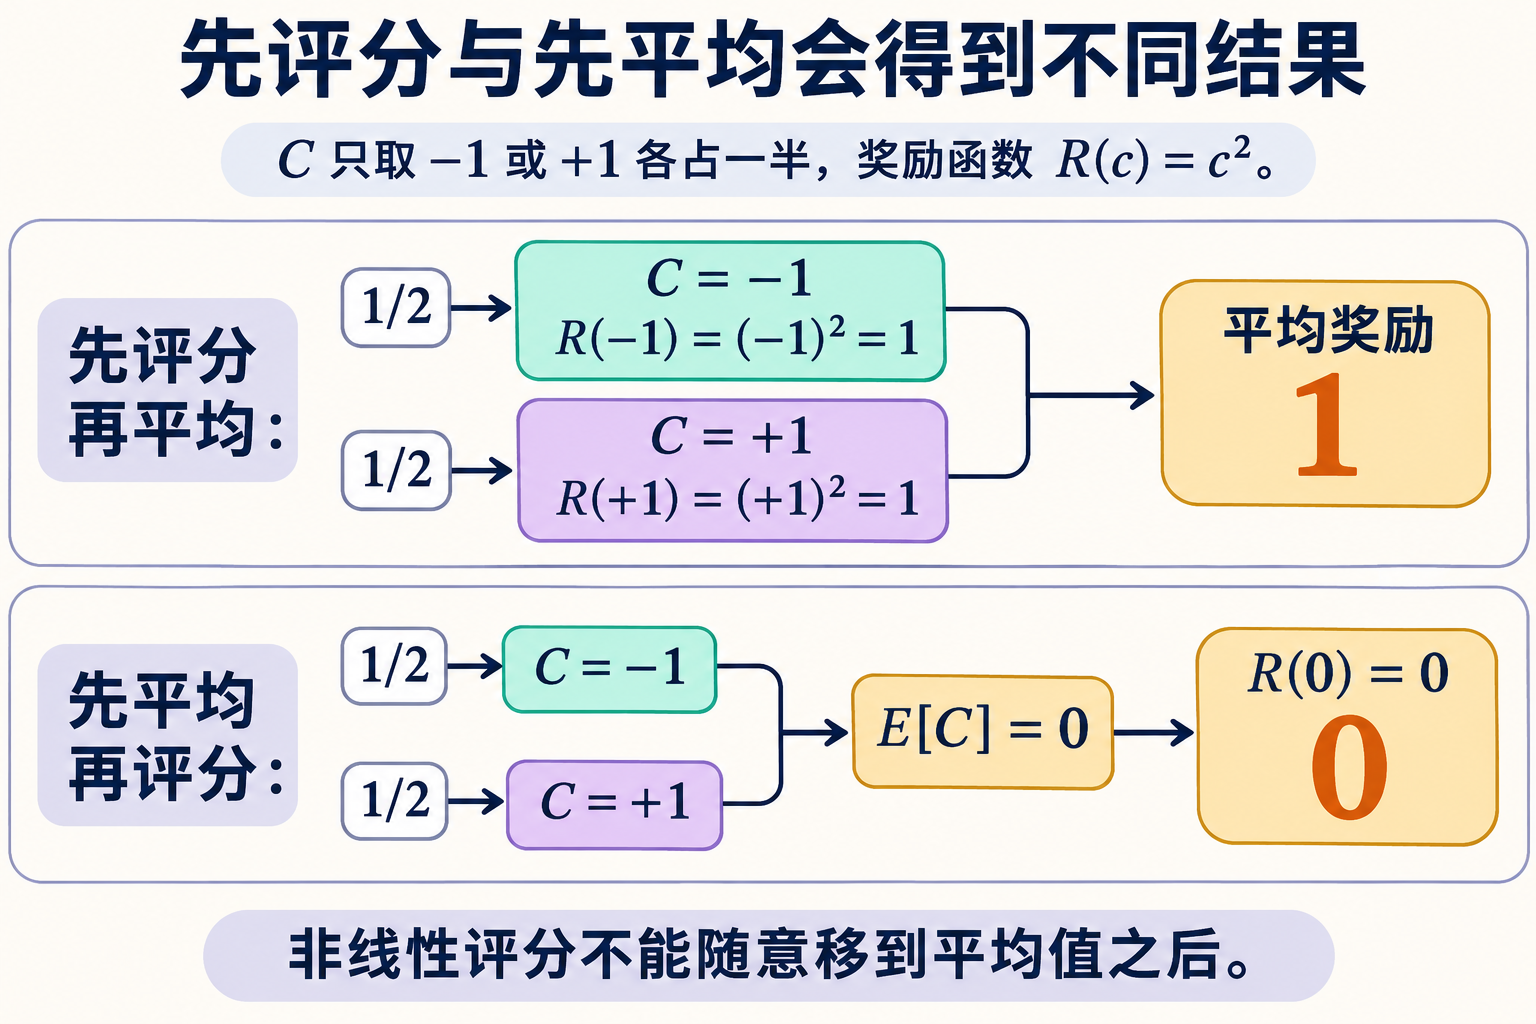 先评分与先平均会得到不同结果
C 只取 −1 或 +1 各占一半，奖励函数 R(c) = c²。
先评分
再平均：
1/2
C = −1
R(−1) = (−1)² = 1
1/2
C = +1
R(+1) = (+1)² = 1
平均奖励
1
先平均
再评分：
1/2
C = −1
1/2
C = +1
E[C] = 0
R(0) = 0
0
非线性评分不能随意移到平均值之后。